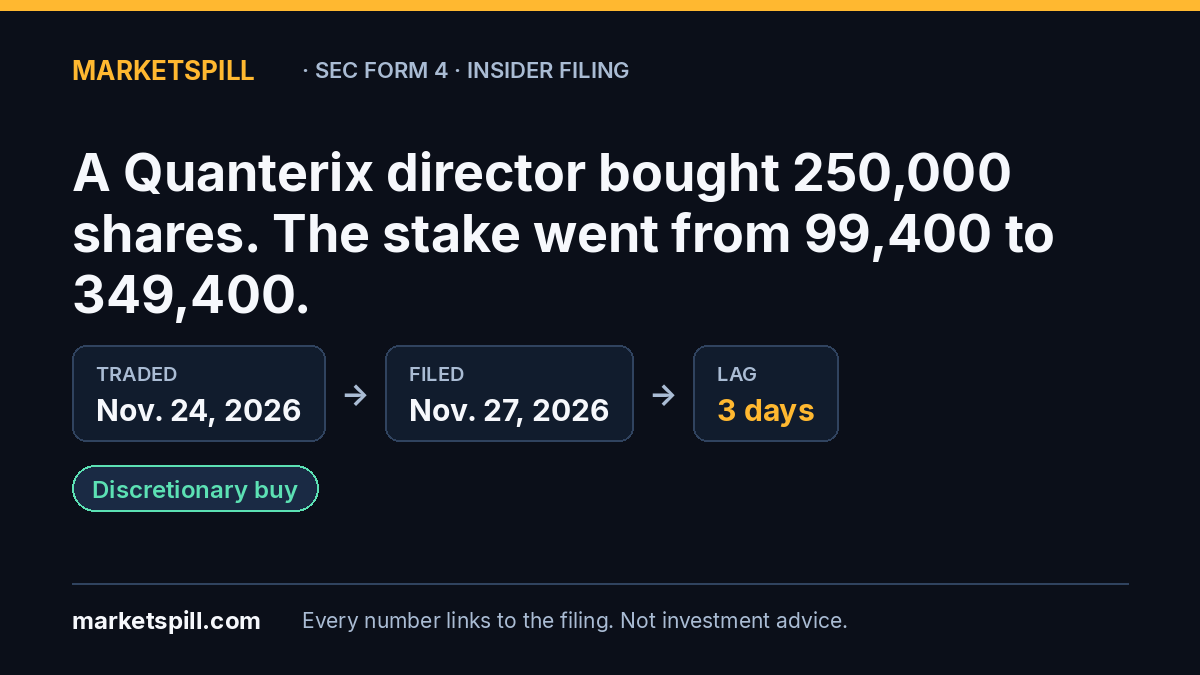 MARKETSPILL · SEC FORM 4 · INSIDER FILING
A Quanterix director bought 250,000
shares. The stake went from 99,400 to
349,400.
TRADED
Nov. 24, 2026
→
FILED
Nov. 27, 2026
→
LAG
3 days
Discretionary buy
marketspill.com
Every number links to the filing. Not investment advice.